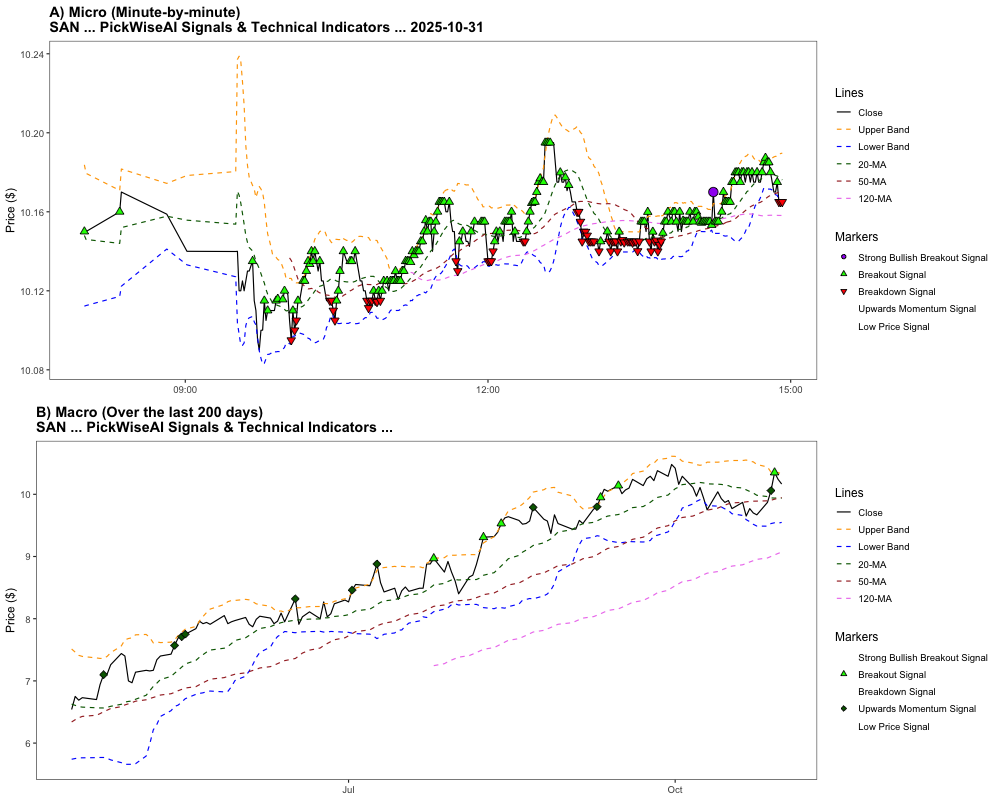 A) Micro (Minute-by-minute)
SAN ... PickWiseAI Signals & Technical Indicators ... 2025-10-31
10.24
10.20
10.16
10.12
10.08
Price ($)
09:00
12:00
15:00
Lines
Close
Upper Band
Lower Band
20-MA
50-MA
120-MA
Markers
Strong Bullish Breakout Signal
Breakout Signal
Breakdown Signal
Upwards Momentum Signal
Low Price Signal
B) Macro (Over the last 200 days)
SAN ... PickWiseAI Signals & Technical Indicators ...
10
9
8
7
6
Price ($)
Jul
Oct
Lines
Close
Upper Band
Lower Band
20-MA
50-MA
120-MA
Markers
Strong Bullish Breakout Signal
Breakout Signal
Breakdown Signal
Upwards Momentum Signal
Low Price Signal